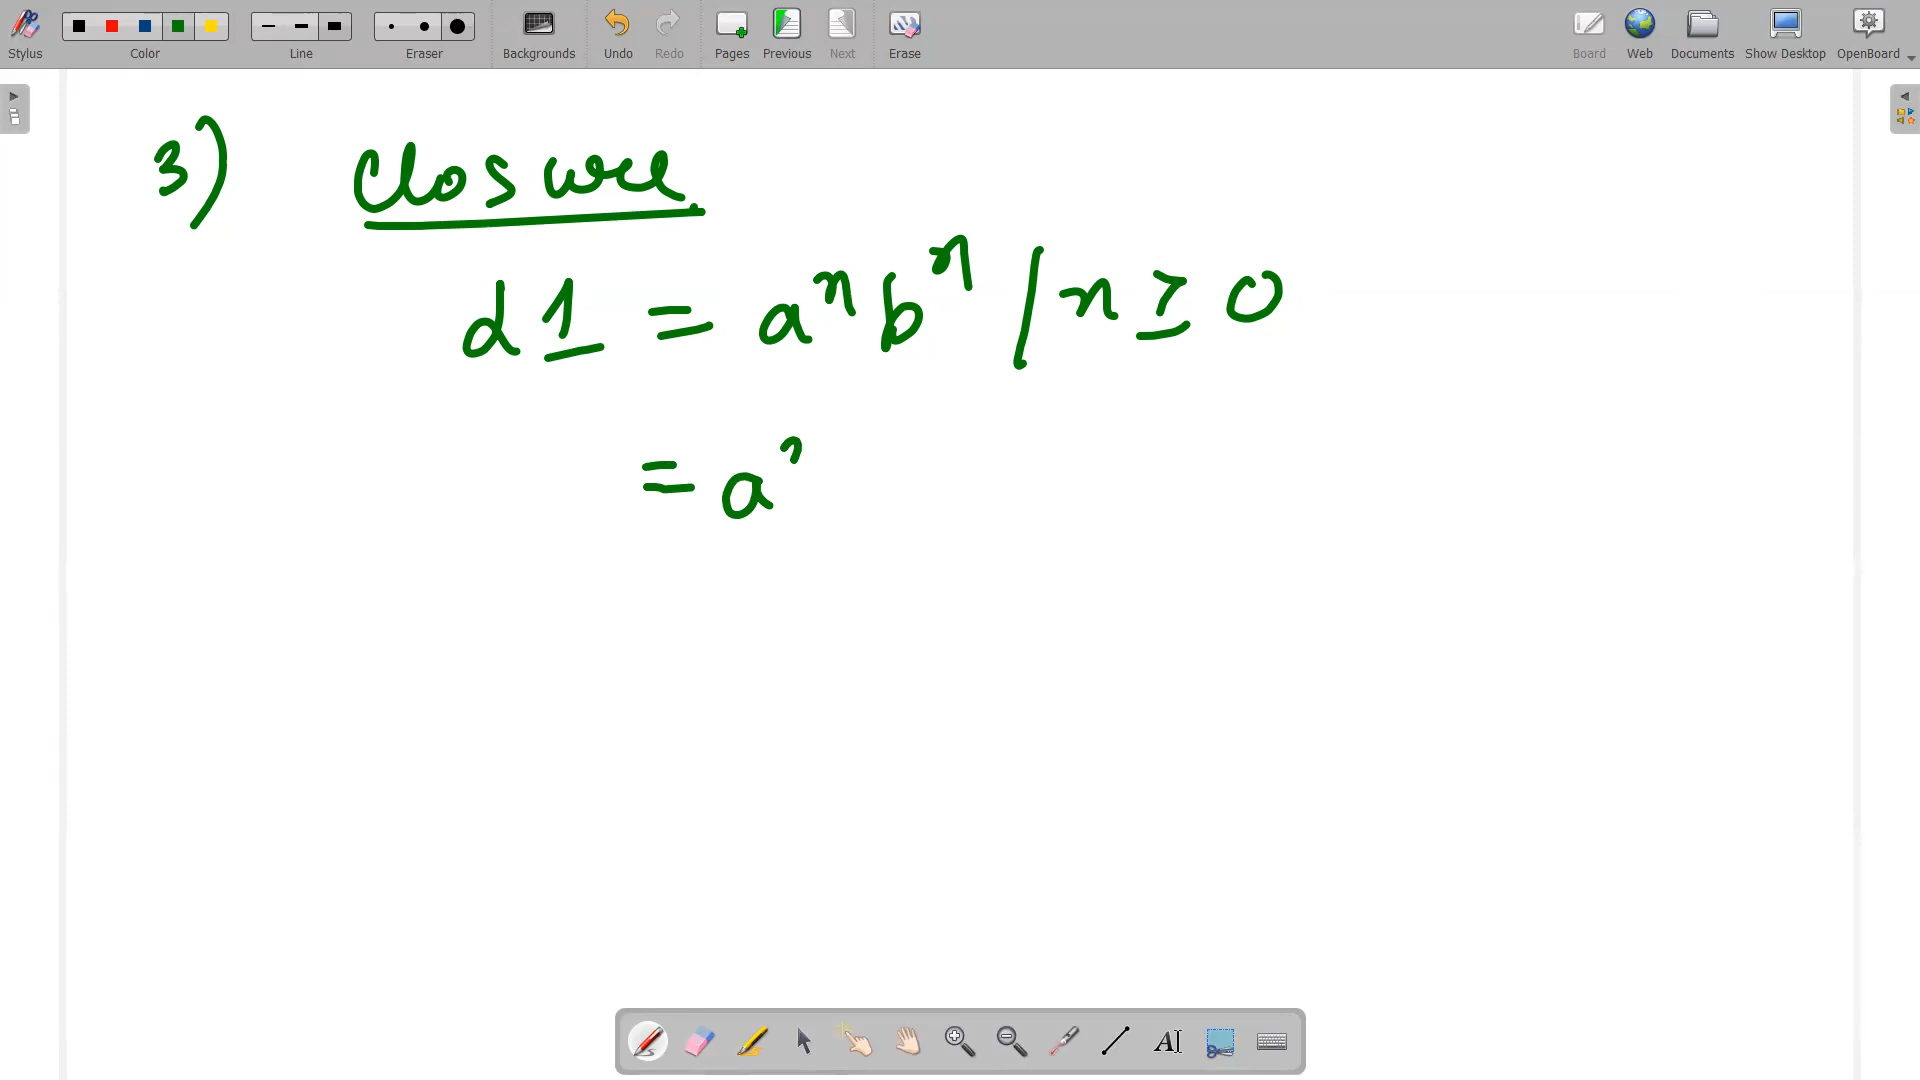 Stylus Color Line Eraser Backgrounds Undo Redo Pages Previous Next Erase Board Web Documents Show Desktop OpenBoard
3) Closure
L1 = aⁿ bⁿ / n ≥ 0
= a